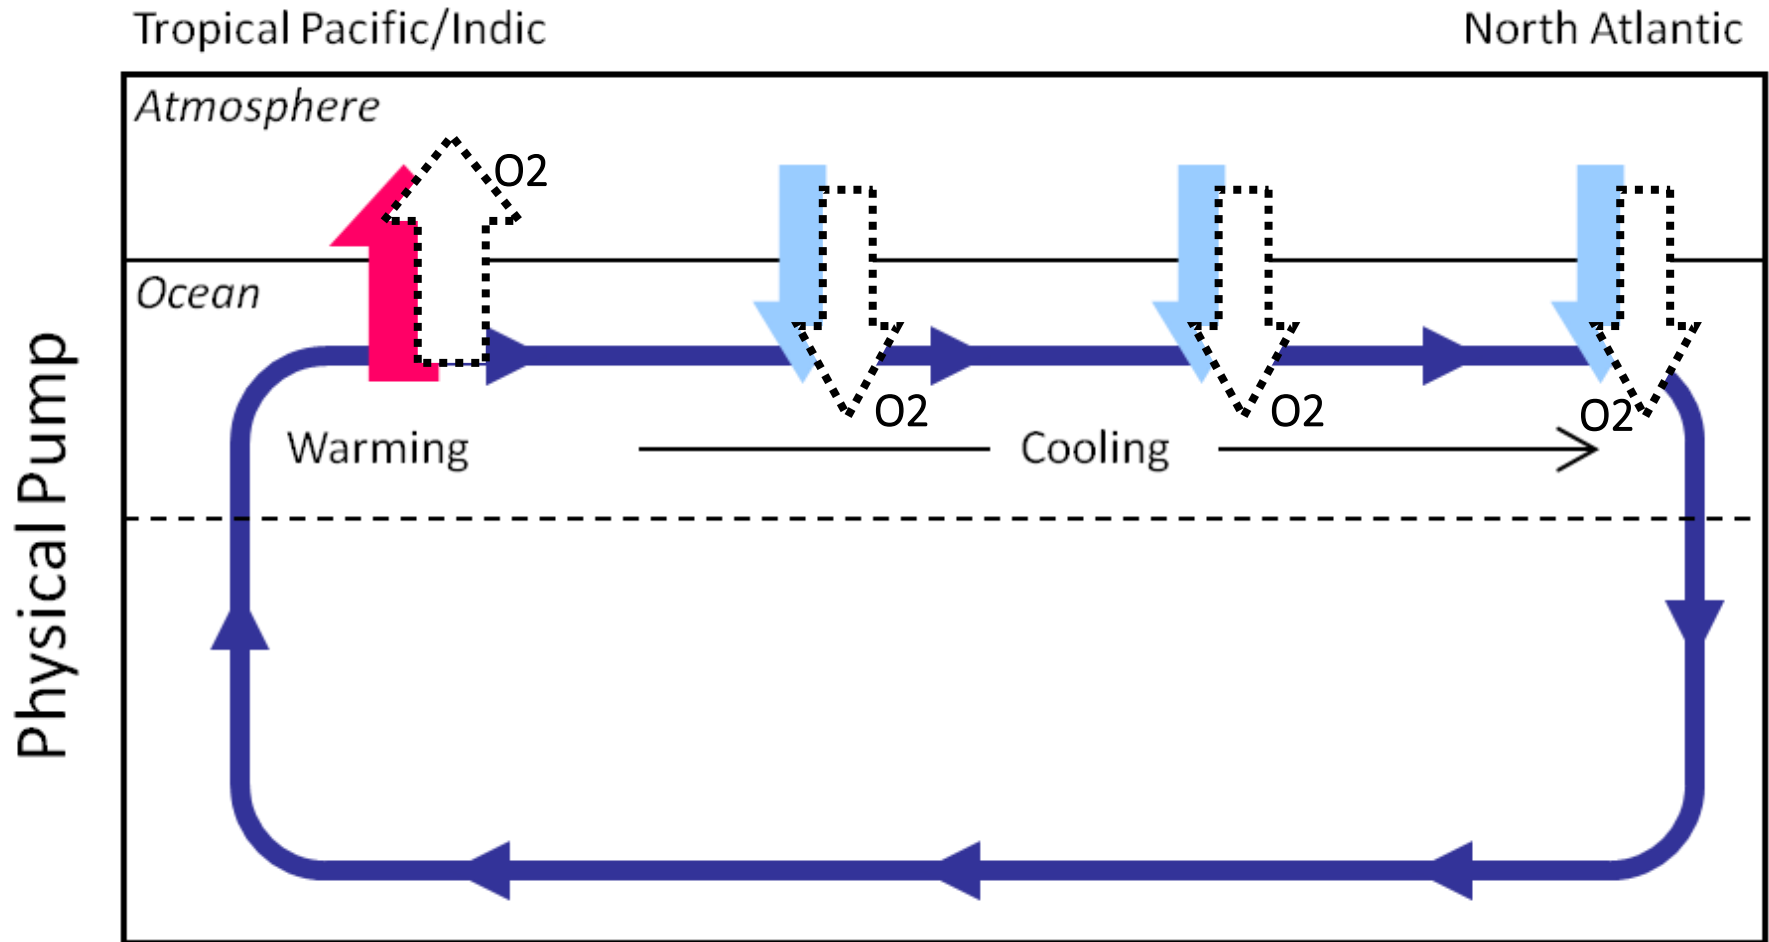 Tropical Pacific/Indic
North Atlantic
Atmosphere
O2
Ocean
O2
O2
O2
Warming
Cooling
Physical Pump